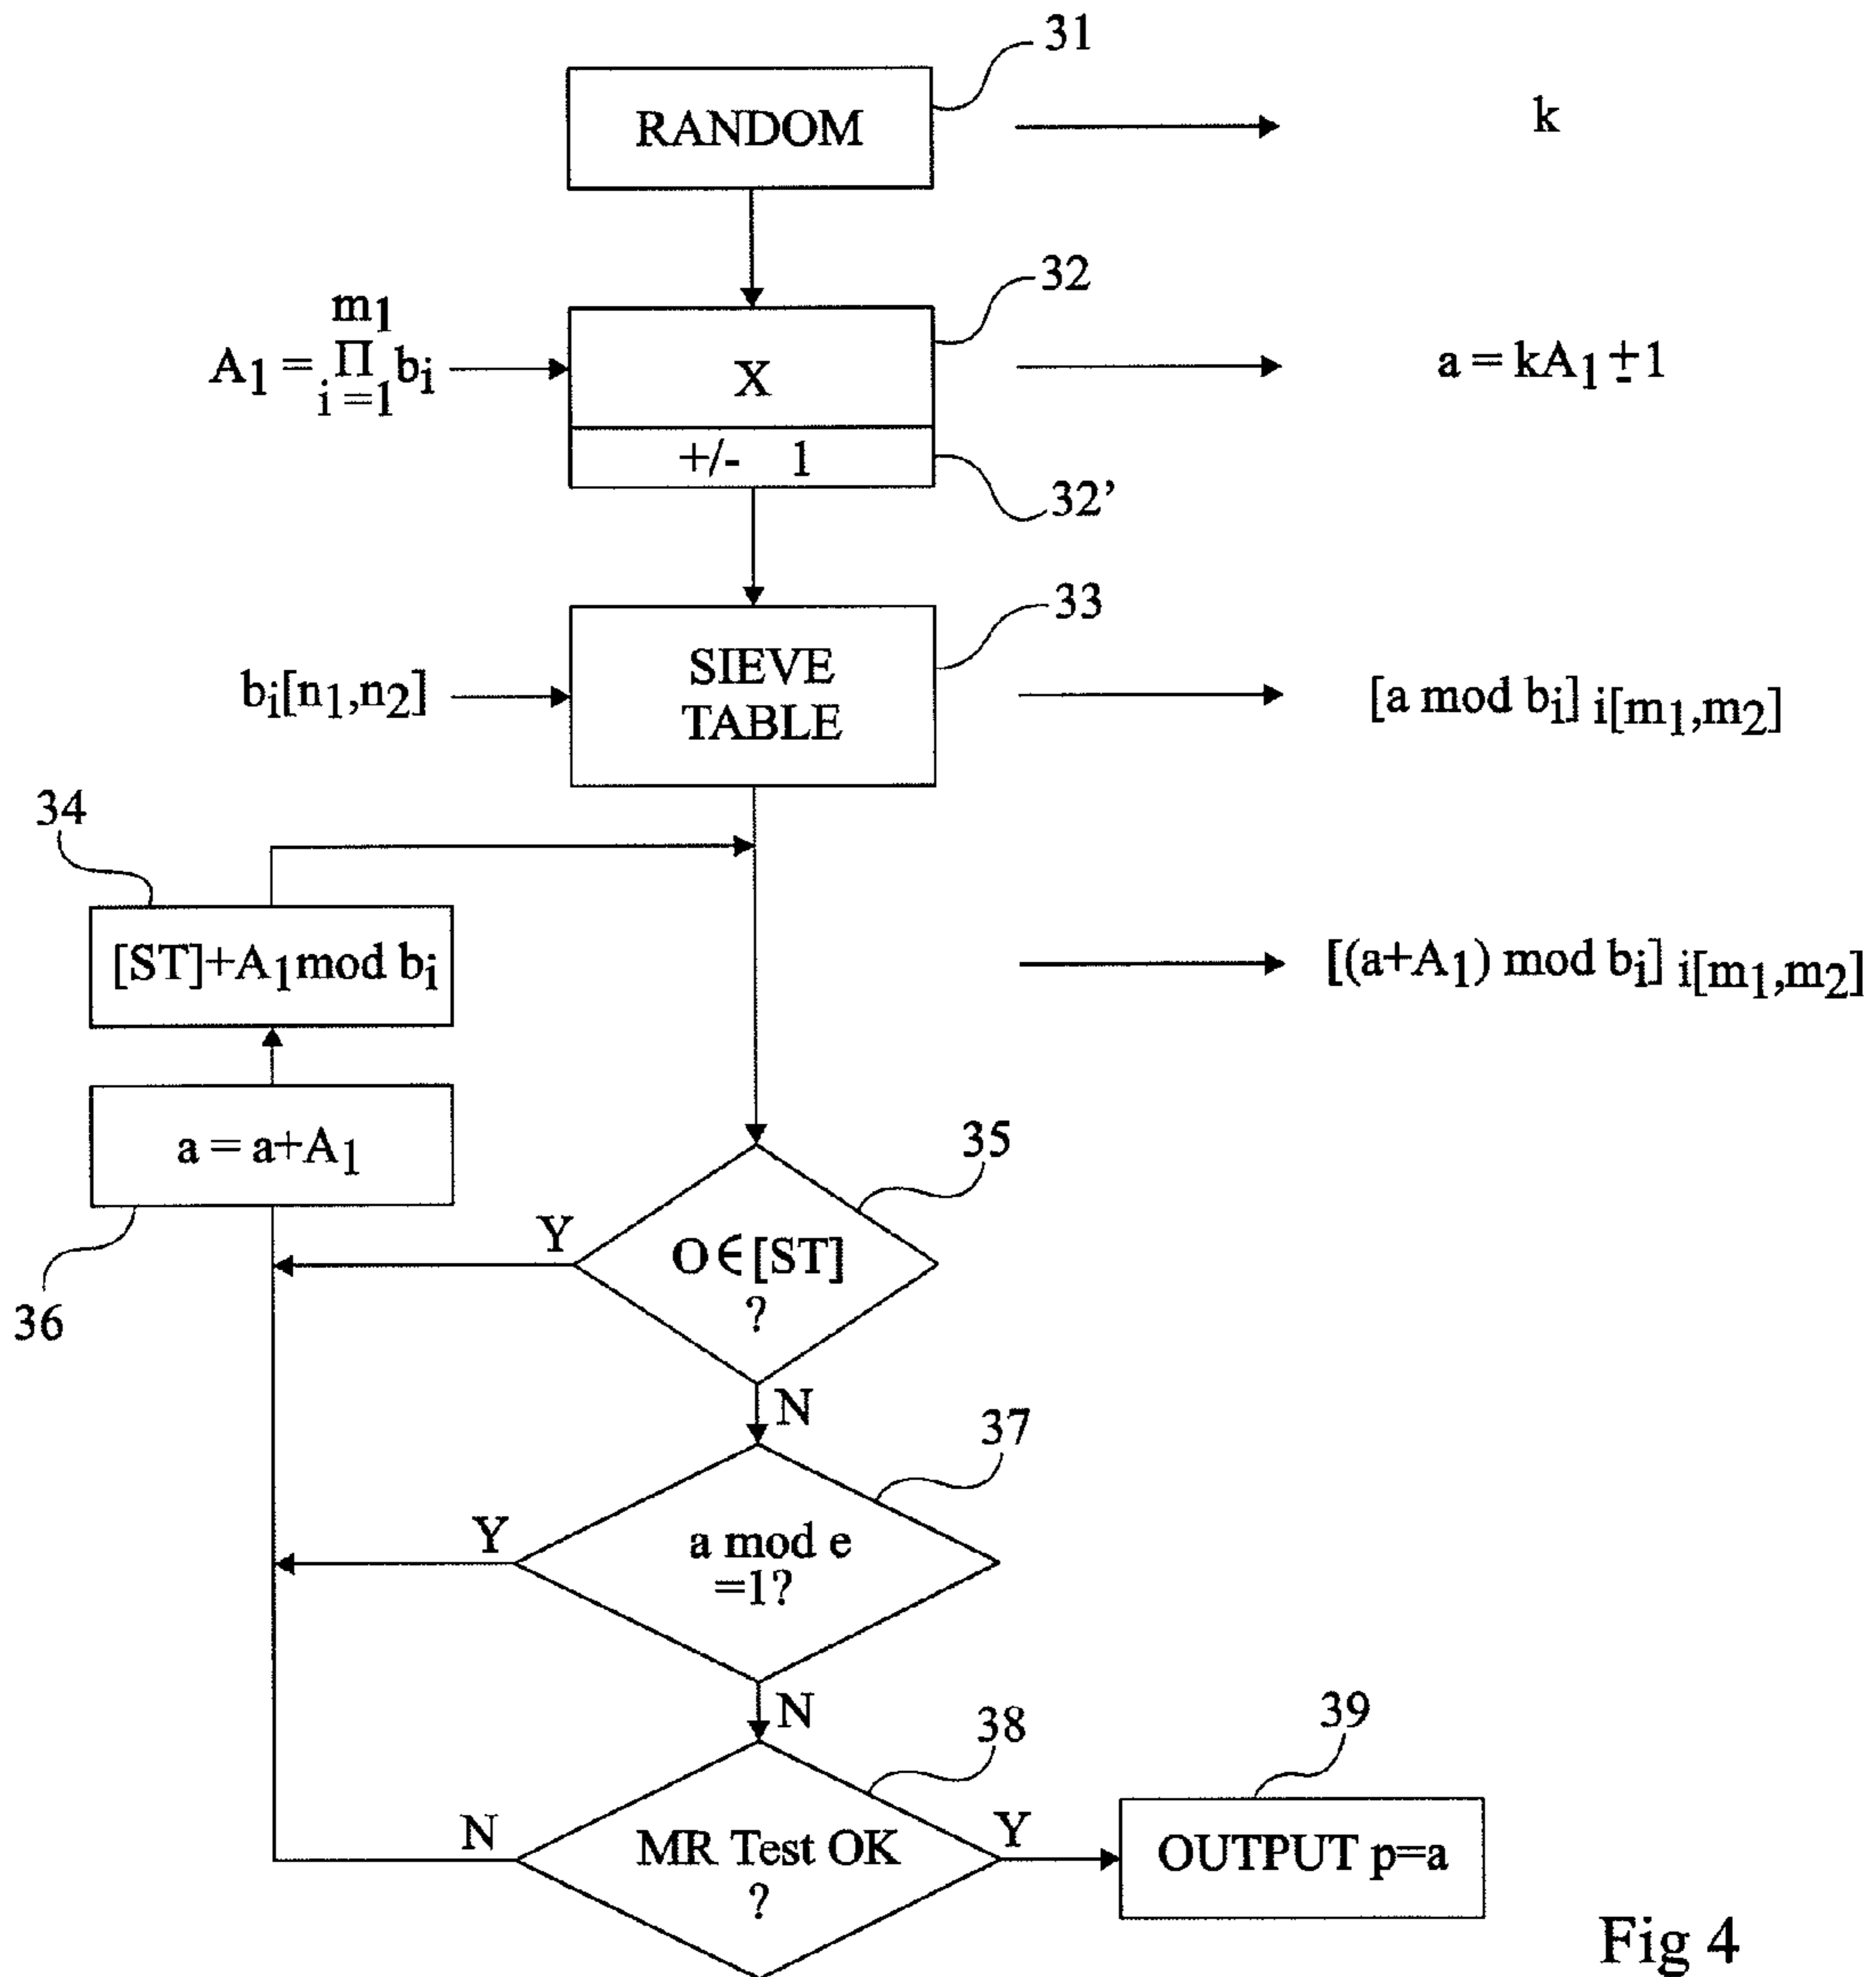 31
RANDOM
k
32
m1
A1 = Π bi
i = 1
X
a = kA1 ± 1
+/- 1
32’
33
bi[n1,n2]
SIEVE
TABLE
[a mod bi] i[m1,m2]
34
[ST]+A1mod bi
[(a+A1) mod bi] i[m1,m2]
a = a+A1
35
Y
O∈[ST]
?
36
N
37
Y
a mod e
=1?
N
38
39
N
MR Test OK
?
Y
OUTPUT p=a
Fig 4